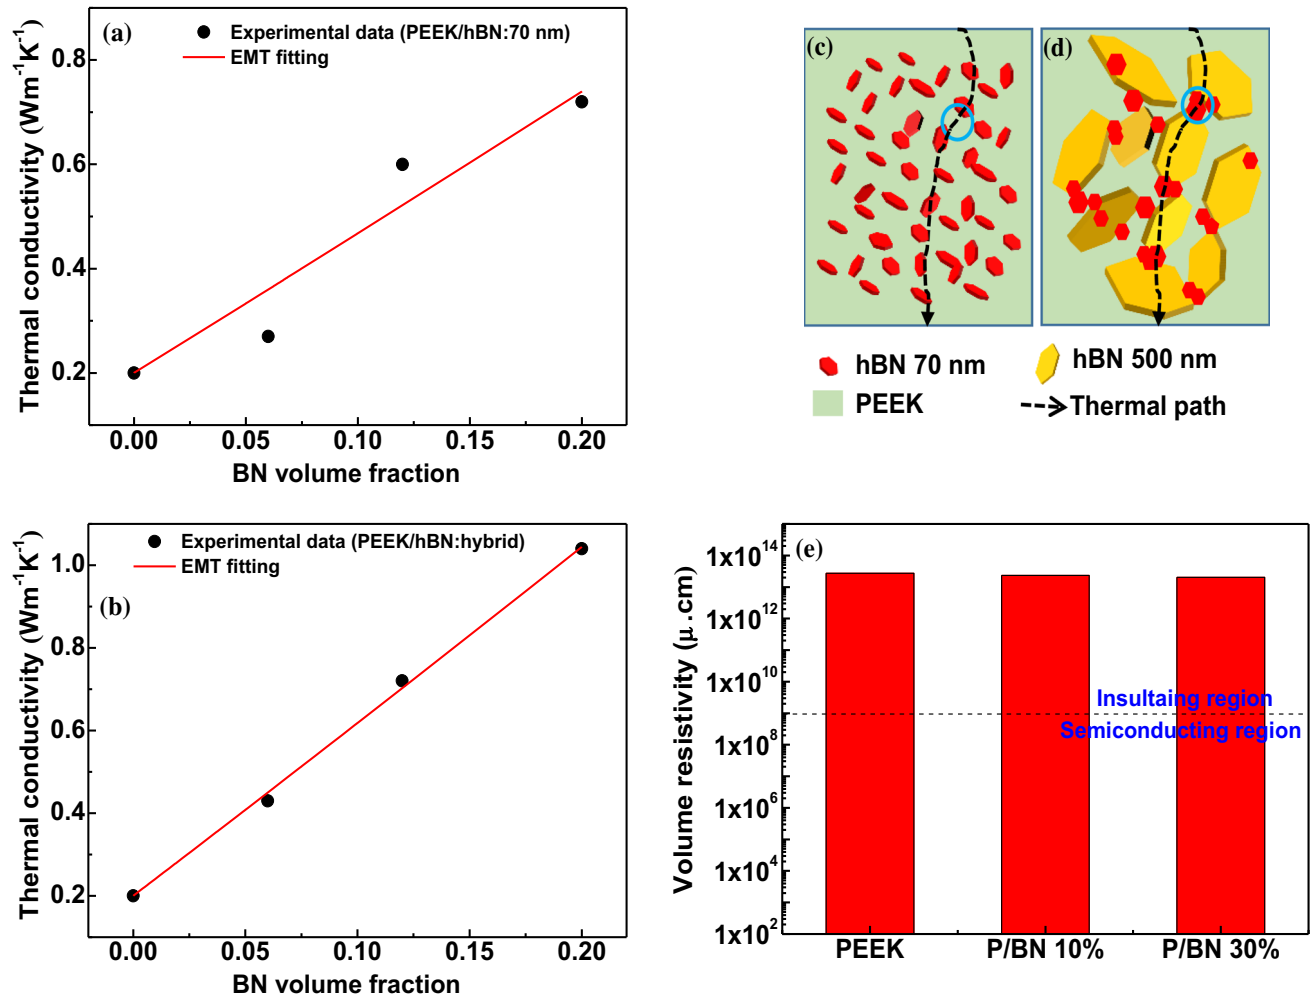 (a)
Experimental data (PEEK/hBN:70 nm)
EMT fitting
Thermal conductivity (Wm⁻¹K⁻¹)
0.8
0.6
0.4
0.2
0.00 0.05 0.10 0.15 0.20
BN volume fraction
(c)
(d)
hBN 70 nm
hBN 500 nm
PEEK
Thermal path
(b)
Experimental data (PEEK/hBN:hybrid)
EMT fitting
Thermal conductivity (Wm⁻¹K⁻¹)
1.0
0.8
0.6
0.4
0.2
0.00 0.05 0.10 0.15 0.20
BN volume fraction
(e)
Volume resistivity (μ.cm)
1x10¹⁴
1x10¹²
1x10¹⁰
1x10⁸
1x10⁶
1x10⁴
1x10²
Insultaing region
Semiconducting region
PEEK P/BN 10% P/BN 30%